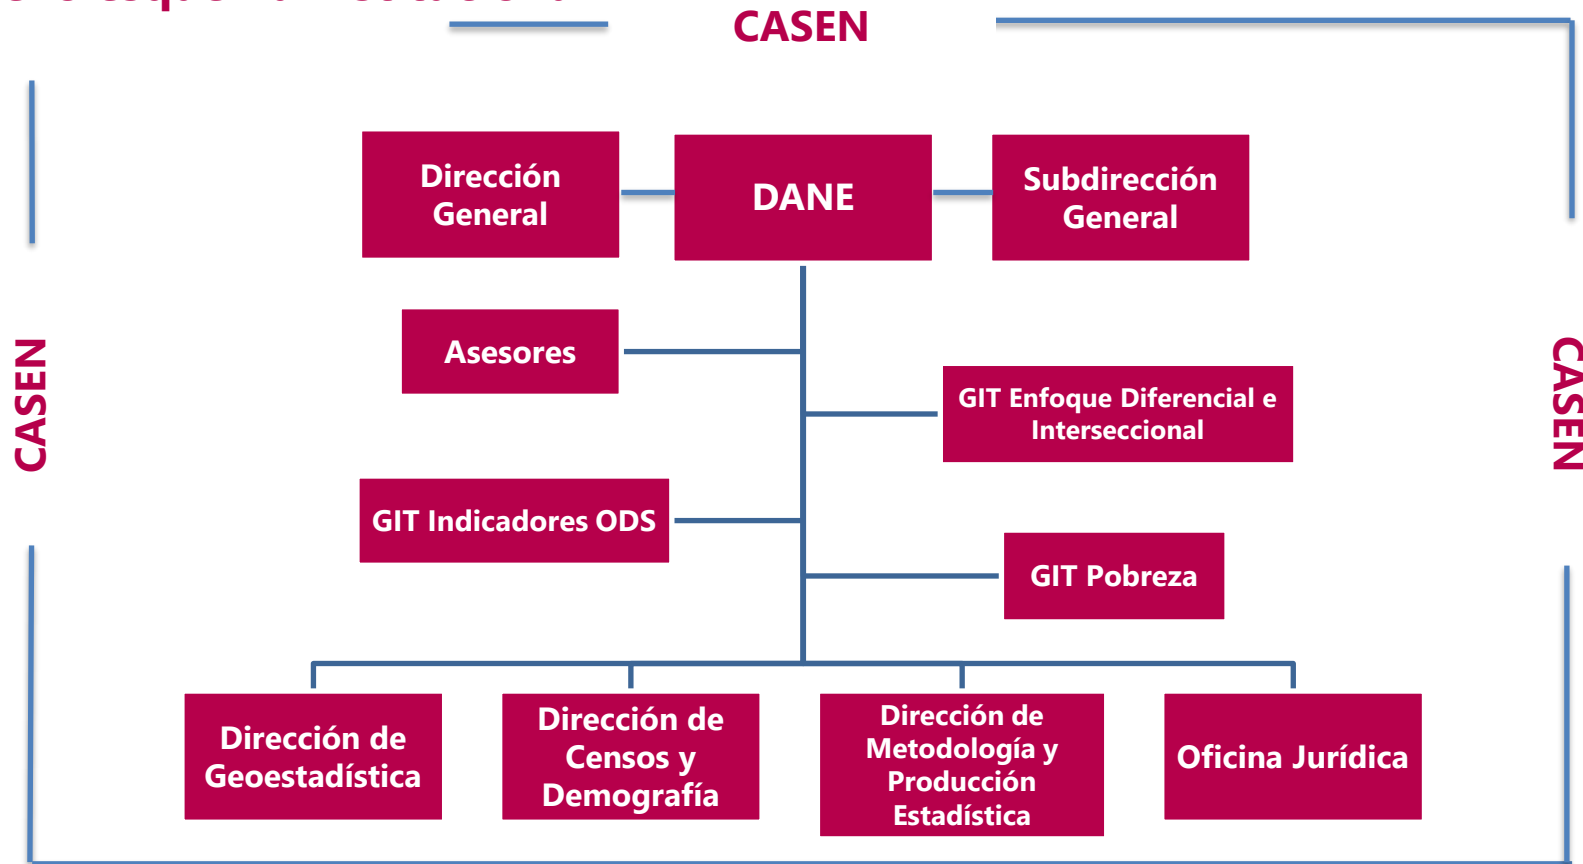 CASEN
Dirección
General
DANE
Subdirección
General
Asesores
CASEN
CASEN
GIT Enfoque Diferencial e
Interseccional
GIT Indicadores ODS
GIT Pobreza
Dirección de
Geoestadística
Dirección de
Censos y
Demografía
Dirección de
Metodología y
Producción
Estadística
Oficina Jurídica